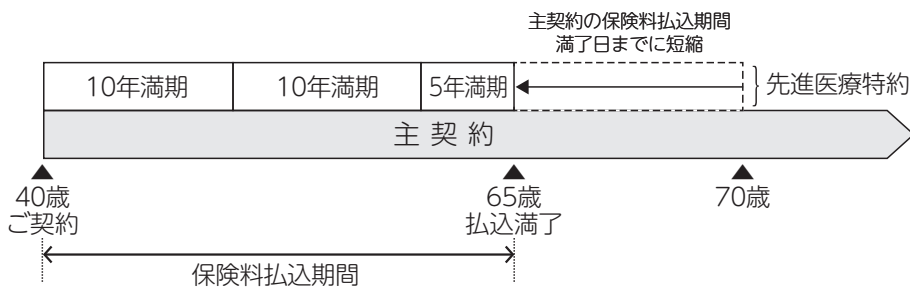 主契約の保険料払込期間
満了日までに短縮
10年満期
10年満期
5年満期
先進医療特約
主契約
40歳
ご契約
65歳
払込満了
70歳
保険料払込期間